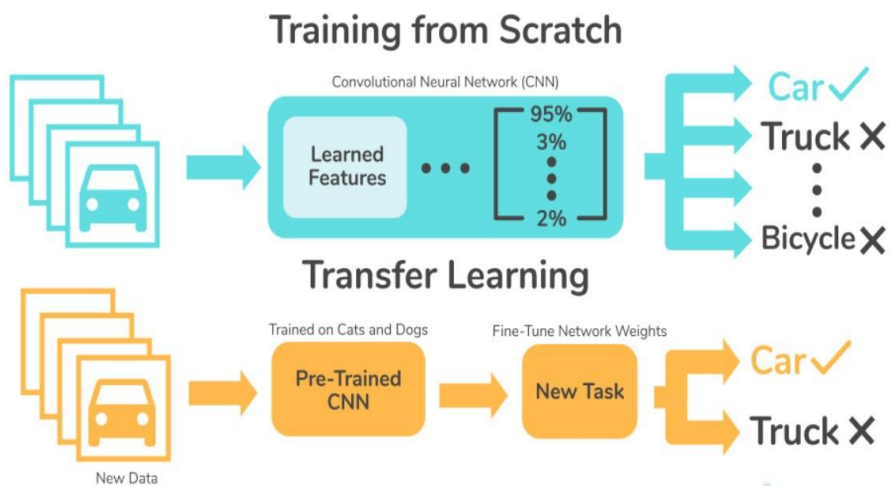 Training from Scratch
Convolutional Neural Network (CNN)
Learned
Features
95%
3%
2%
Car
Truck
Bicycle
Transfer Learning
Trained on Cats and Dogs
Pre-Trained
CNN
Fine-Tune Network Weights
New Task
Car
Truck
New Data